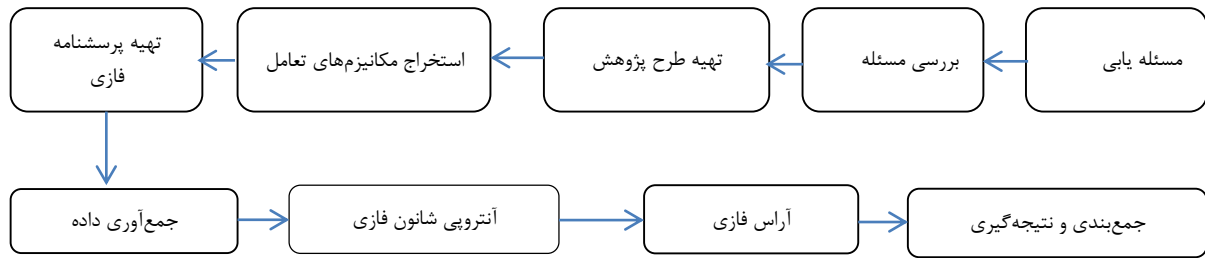 مسئله یابی
بررسی مسئله
تهیه طرح پژوهش
استخراج مکانیزم‌های تعامل
تهیه پرسشنامه
فازی
جمع‌آوری داده
آنتروپی شانون فازی
آراس فازی
جمع‌بندی و نتیجه‌گیری